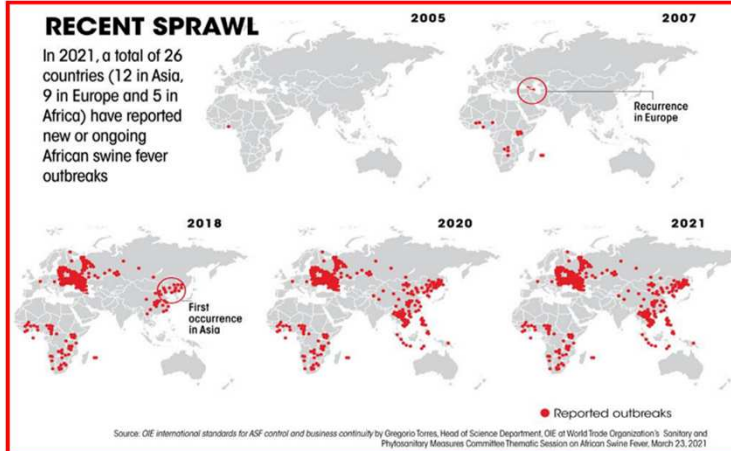 RECENT SPRAWL
In 2021, a total of 26
countries (12 in Asia,
9 in Europe and 5 in
Africa) have reported
new or ongoing
African swine fever
outbreaks
2005
2007
Recurrence
in Europe
2018
First
occurrence
in Asia
2020
2021
Reported outbreaks
Source: OIE international standards for ASF control and business continuity by Gregorio Torres, Head of Science Department, OIE at World Trade Organization's Sanitary and
Phytosanitary Measures Committee Thematic Session on African Swine Fever, March 23, 2021